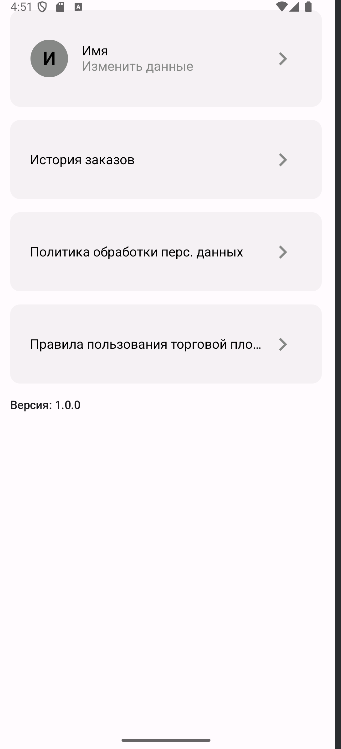 4:51
И
Имя
Изменить данные
История заказов
Политика обработки перс. данных
Правила пользования торговой пло...
Версия: 1.0.0